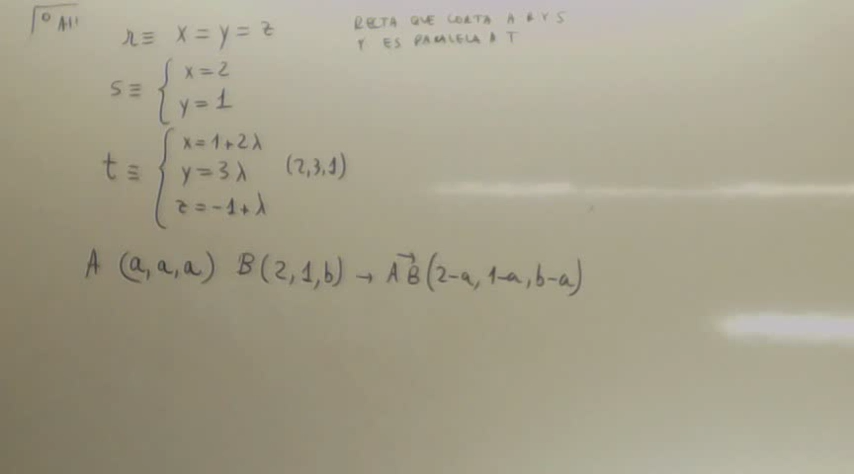 r≡ x=y=z
RECTA QUE CORTA A R Y S
Y ES PARALELA A T
s≡ { x=2
y=1
t≡ { x=1+2λ
y=3λ (2,3,1)
z=-1+λ
A (a,a,a) B(2,1,b) → AB(2-a, 1-a, b-a)